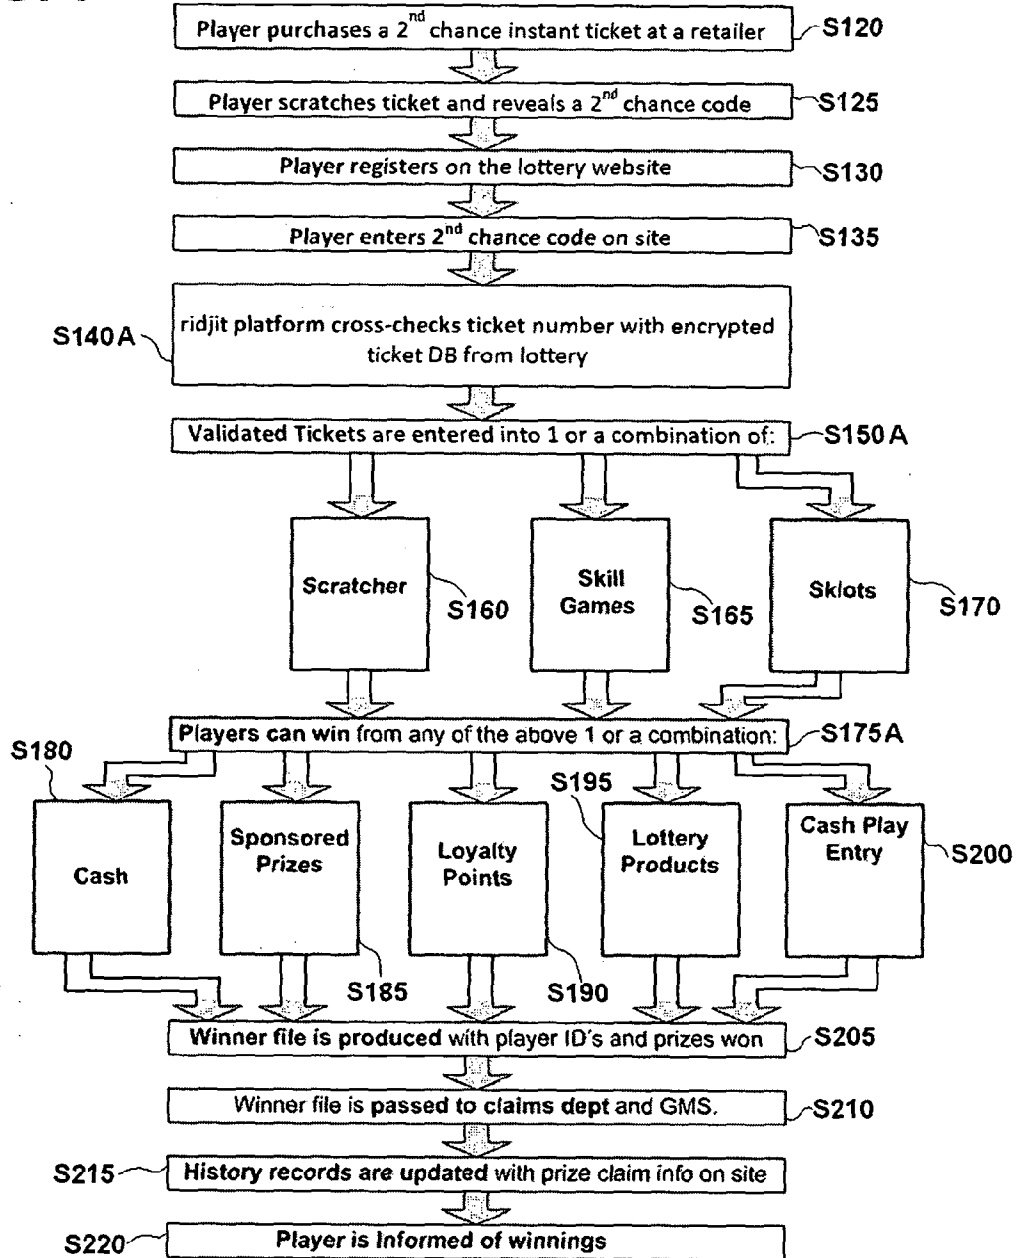 Player purchases a 2nd chance instant ticket at a retailer
S120
Player scratches ticket and reveals a 2nd chance code
S125
Player registers on the lottery website
S130
Player enters 2nd chance code on site
S135
S140A
ridjit platform cross-checks ticket number with encrypted
ticket DB from lottery
Validated Tickets are entered into 1 or a combination of:
S150A
Scratcher
S160
Skill
Games
S165
Sklots
S170
Players can win from any of the above 1 or a combination:
S175A
S180
Cash
Sponsored
Prizes
S185
Loyalty
Points
S190
S195
Lottery
Products
Cash Play
Entry
S200
Winner file is produced with player ID's and prizes won
S205
Winner file is passed to claims dept and GMS.
S210
S215
History records are updated with prize claim info on site
S220
Player is Informed of winnings